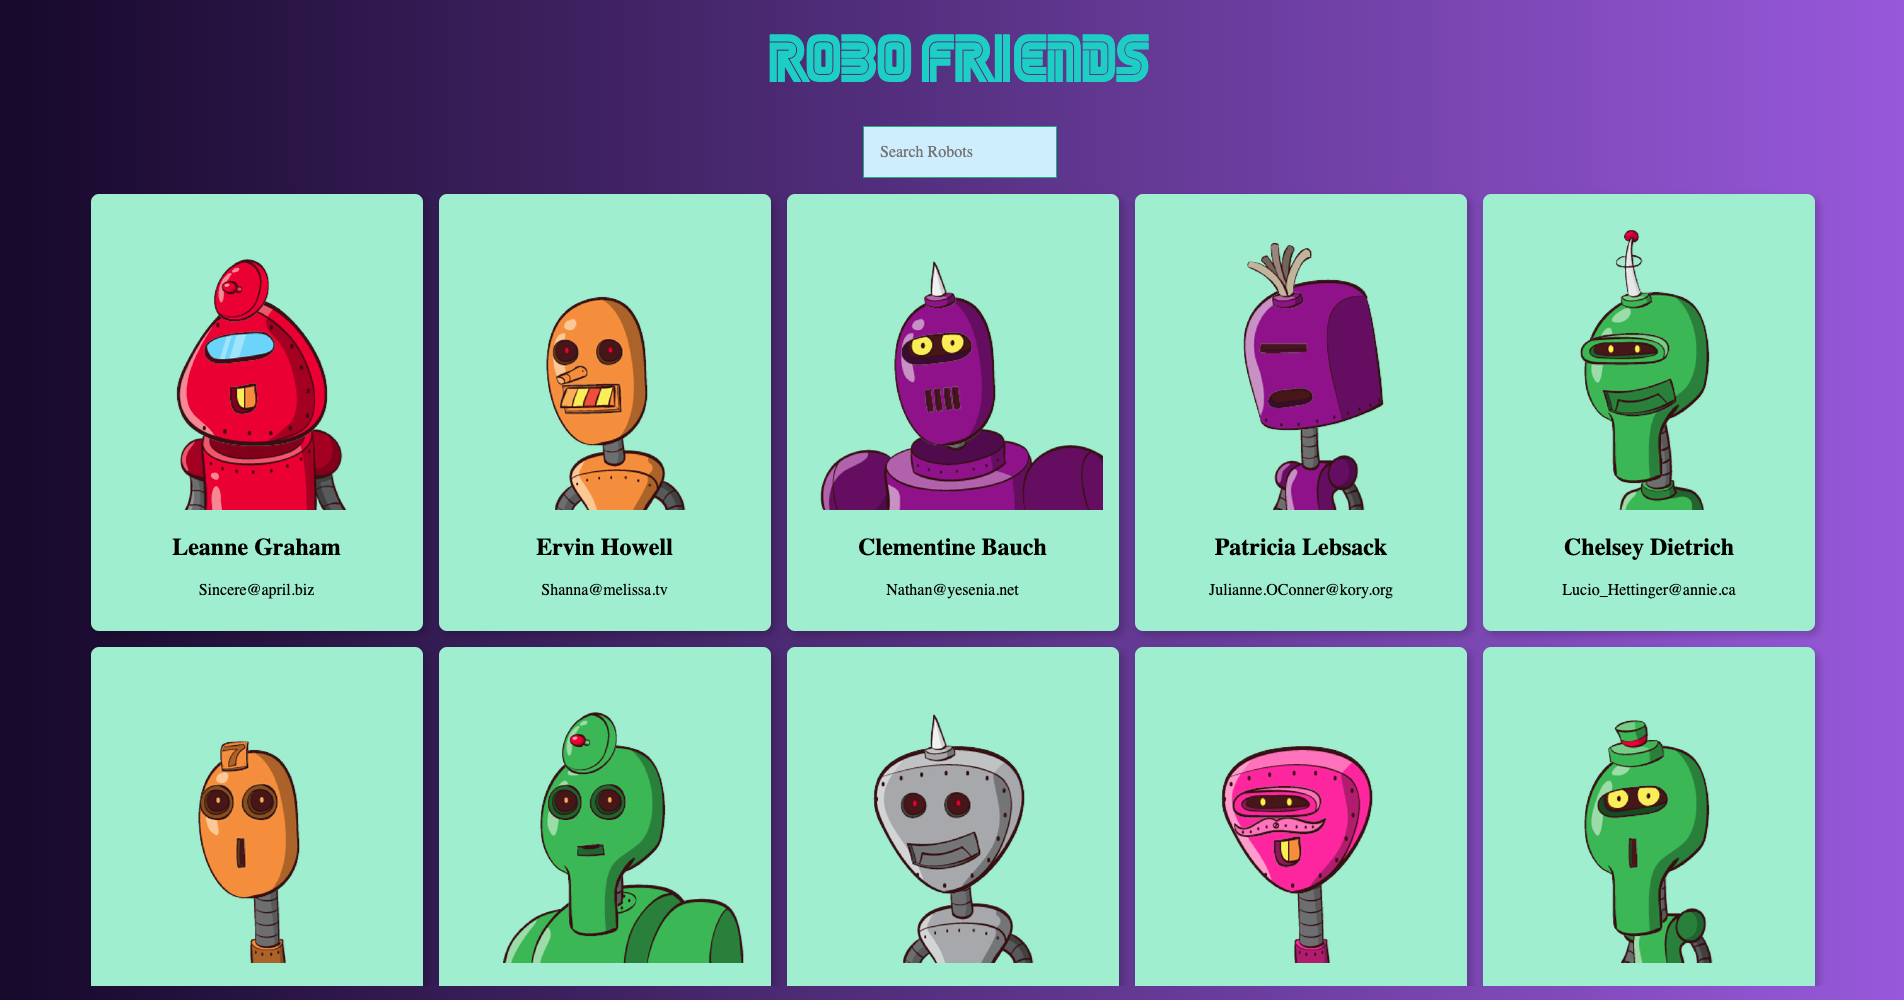 ROBO FRIENDS
Search Robots
Leanne Graham
Ervin Howell
Clementine Bauch
Patricia Lebsack
Chelsey Dietrich
Sincere@april.biz
Shanna@melissa.tv
Nathan@yesenia.net
Julianne.OConner@kory.org
Lucio_Hettinger@annie.ca
7